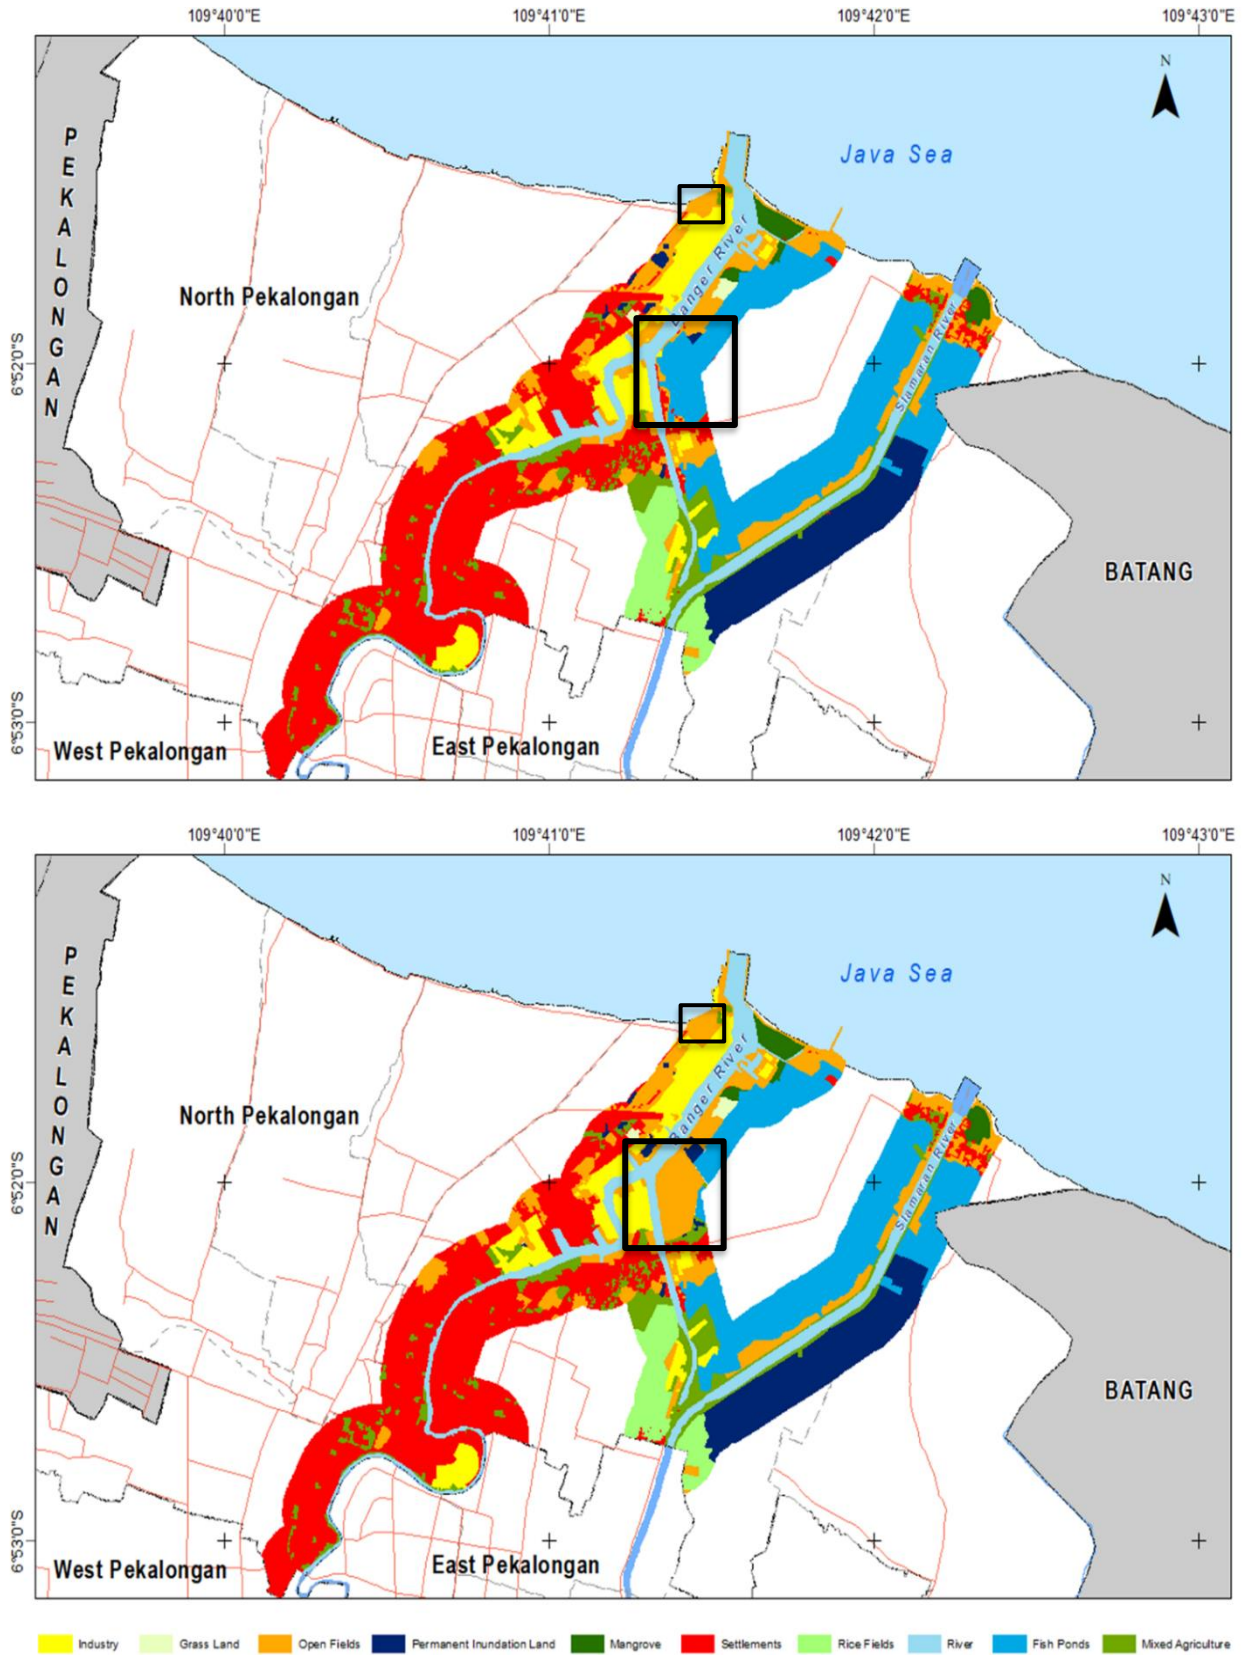 109°40'0"E 109°41'0"E 109°42'0"E 109°43'0"E
N
Java Sea
PEKALONGAN
Banger River
North Pekalongan
Slamaran River
6°52'0"S
BATANG
6°53'0"S
West Pekalongan
East Pekalongan
109°40'0"E 109°41'0"E 109°42'0"E 109°43'0"E
N
Java Sea
PEKALONGAN
Banger River
North Pekalongan
Slamaran River
6°52'0"S
BATANG
6°53'0"S
West Pekalongan
East Pekalongan
Industry Grass Land Open Fields Permanent Inundation Land Mangrove Settlements Rice Fields River Fish Ponds Mixed Agriculture